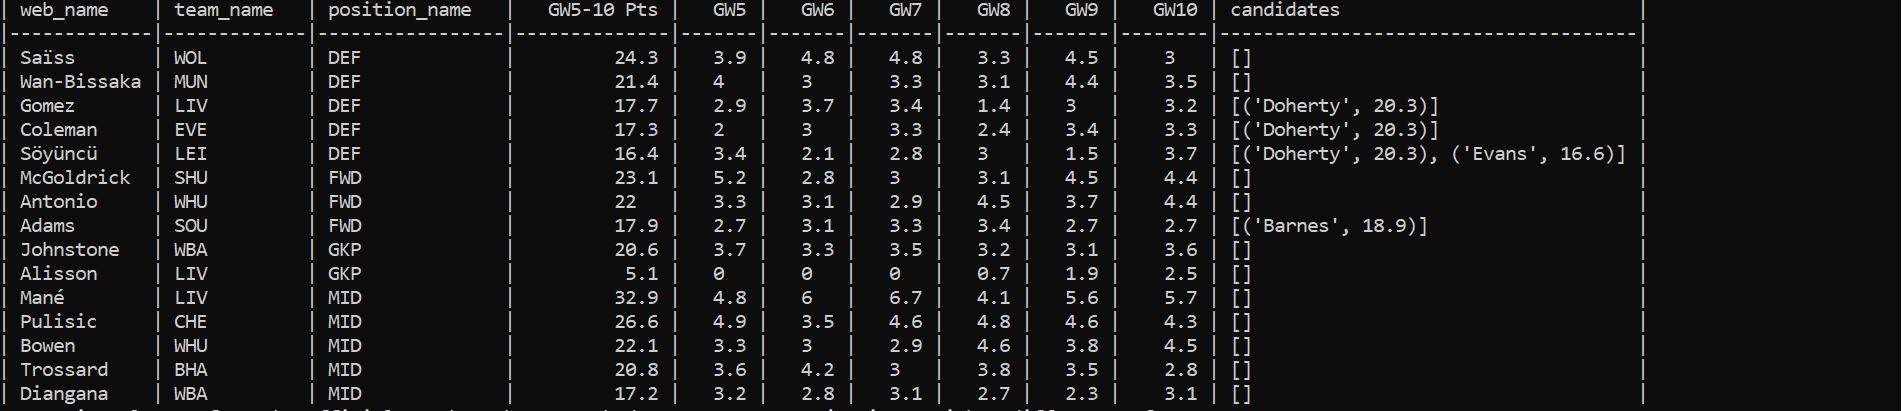 | web_name | team_name | position_name | GW5-10 Pts | GW5 | GW6 | GW7 | GW8 | GW9 | GW10 | candidates |
|-------------|-------------|-----------------|--------------|-------|-------|-------|-------|-------|--------|--------------------------------------|
| Saïss | WOL | DEF | 24.3 | 3.9 | 4.8 | 4.8 | 3.3 | 4.5 | 3 | [] |
| Wan-Bissaka | MUN | DEF | 21.4 | 4 | 3 | 3.3 | 3.1 | 4.4 | 3.5 | [] |
| Gomez | LIV | DEF | 17.7 | 2.9 | 3.7 | 3.4 | 1.4 | 3 | 3.2 | [('Doherty', 20.3)] |
| Coleman | EVE | DEF | 17.3 | 2 | 3 | 3.3 | 2.4 | 3.4 | 3.3 | [('Doherty', 20.3)] |
| Söyüncü | LEI | DEF | 16.4 | 3.4 | 2.1 | 2.8 | 3 | 1.5 | 3.7 | [('Doherty', 20.3), ('Evans', 16.6)] |
| McGoldrick | SHU | FWD | 23.1 | 5.2 | 2.8 | 3 | 3.1 | 4.5 | 4.4 | [] |
| Antonio | WHU | FWD | 22 | 3.3 | 3.1 | 2.9 | 4.5 | 3.7 | 4.4 | [] |
| Adams | SOU | FWD | 17.9 | 2.7 | 3.1 | 3.3 | 3.4 | 2.7 | 2.7 | [('Barnes', 18.9)] |
| Johnstone | WBA | GKP | 20.6 | 3.7 | 3.3 | 3.5 | 3.2 | 3.1 | 3.6 | [] |
| Alisson | LIV | GKP | 5.1 | 0 | 0 | 0 | 0.7 | 1.9 | 2.5 | [] |
| Mané | LIV | MID | 32.9 | 4.8 | 6 | 6.7 | 4.1 | 5.6 | 5.7 | [] |
| Pulisic | CHE | MID | 26.6 | 4.9 | 3.5 | 4.6 | 4.8 | 4.6 | 4.3 | [] |
| Bowen | WHU | MID | 22.1 | 3.3 | 3 | 2.9 | 4.6 | 3.8 | 4.5 | [] |
| Trossard | BHA | MID | 20.8 | 3.6 | 4.2 | 3 | 3.8 | 3.5 | 2.8 | [] |
| Diangana | WBA | MID | 17.2 | 3.2 | 2.8 | 3.1 | 2.7 | 2.3 | 3.1 | [] |